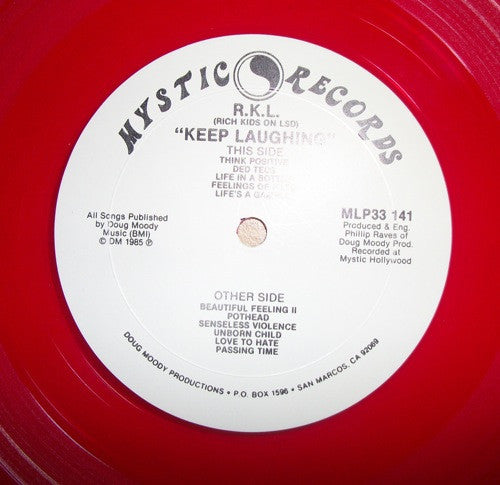 MYSTIC RECORDS
R.K.L.
(RICH KIDS ON LSD)
"KEEP LAUGHING"
THIS SIDE
THINK POSITIVE
DED TEDS
LIFE IN A BOTTLE
FEELINGS OF HATE
LIFE'S A
All Songs Published
by Doug Moody
Music (BMI)
© DM 1985 ℗
MLP33 141
Produced & Eng.
Phillip Raves of
Doug Moody Prod.
Recorded at
Mystic Hollywood
OTHER SIDE
BEAUTIFUL FEELING II
POTHEAD
SENSELESS VIOLENCE
UNBORN CHILD
LOVE TO HATE
PASSING TIME
DOUG MOODY PRODUCTIONS • P.O. BOX 1596 • SAN MARCOS, CA 92069